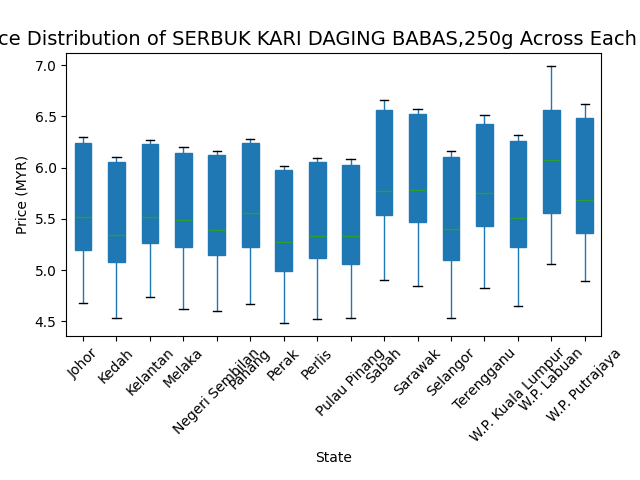 ce Distribution of SERBUK KARI DAGING BABAS,250g Across Each
7.0
6.5
6.0
5.5
5.0
4.5
Price (MYR)
Johor
Kedah
Kelantan
Melaka
Negeri Sembilan
Pahang
Perak
Perlis
Pulau Pinang
Sabah
Sarawak
Selangor
Terengganu
W.P. Kuala Lumpur
W.P. Labuan
W.P. Putrajaya
State